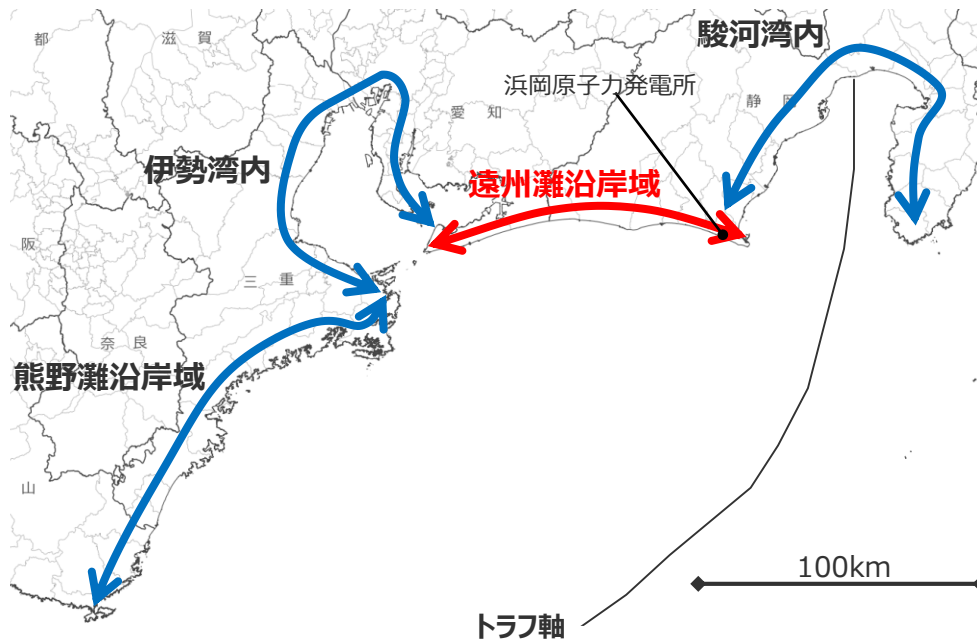 駿河湾内
都
滋 賀
浜岡原子力発電所
静 岡
愛 知
伊勢湾内
遠州灘沿岸域
阪
三 重
奈 良
熊野灘沿岸域
山
100km
トラフ軸